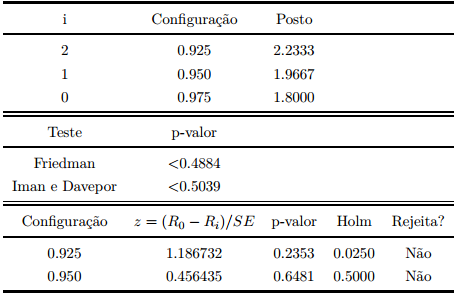 i Configuração Posto
2 0.925 2.2333
1 0.950 1.9667
0 0.975 1.8000
Teste p-valor
Friedman <0.4884
Iman e Davepor <0.5039
Configuração z = (R₀ − Rᵢ)/SE p-valor Holm Rejeita?
0.925 1.186732 0.2353 0.0250 Não
0.950 0.456435 0.6481 0.5000 Não